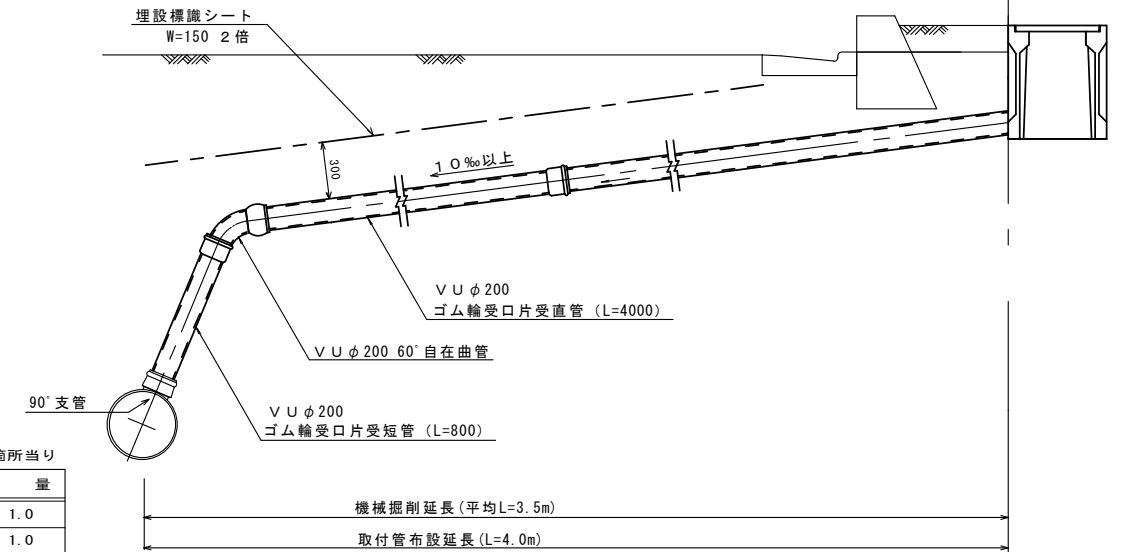 埋設標識シート
W=150 2倍
300
10‰以上
VUφ200
ゴム輪受口片受直管 (L=4000)
VUφ200 60°自在曲管
90°支管
VUφ200
ゴム輪受口片受短管 (L=800)
箇所当り
量
1.0
1.0
機械掘削延長(平均L=3.5m)
取付管布設延長(L=4.0m)